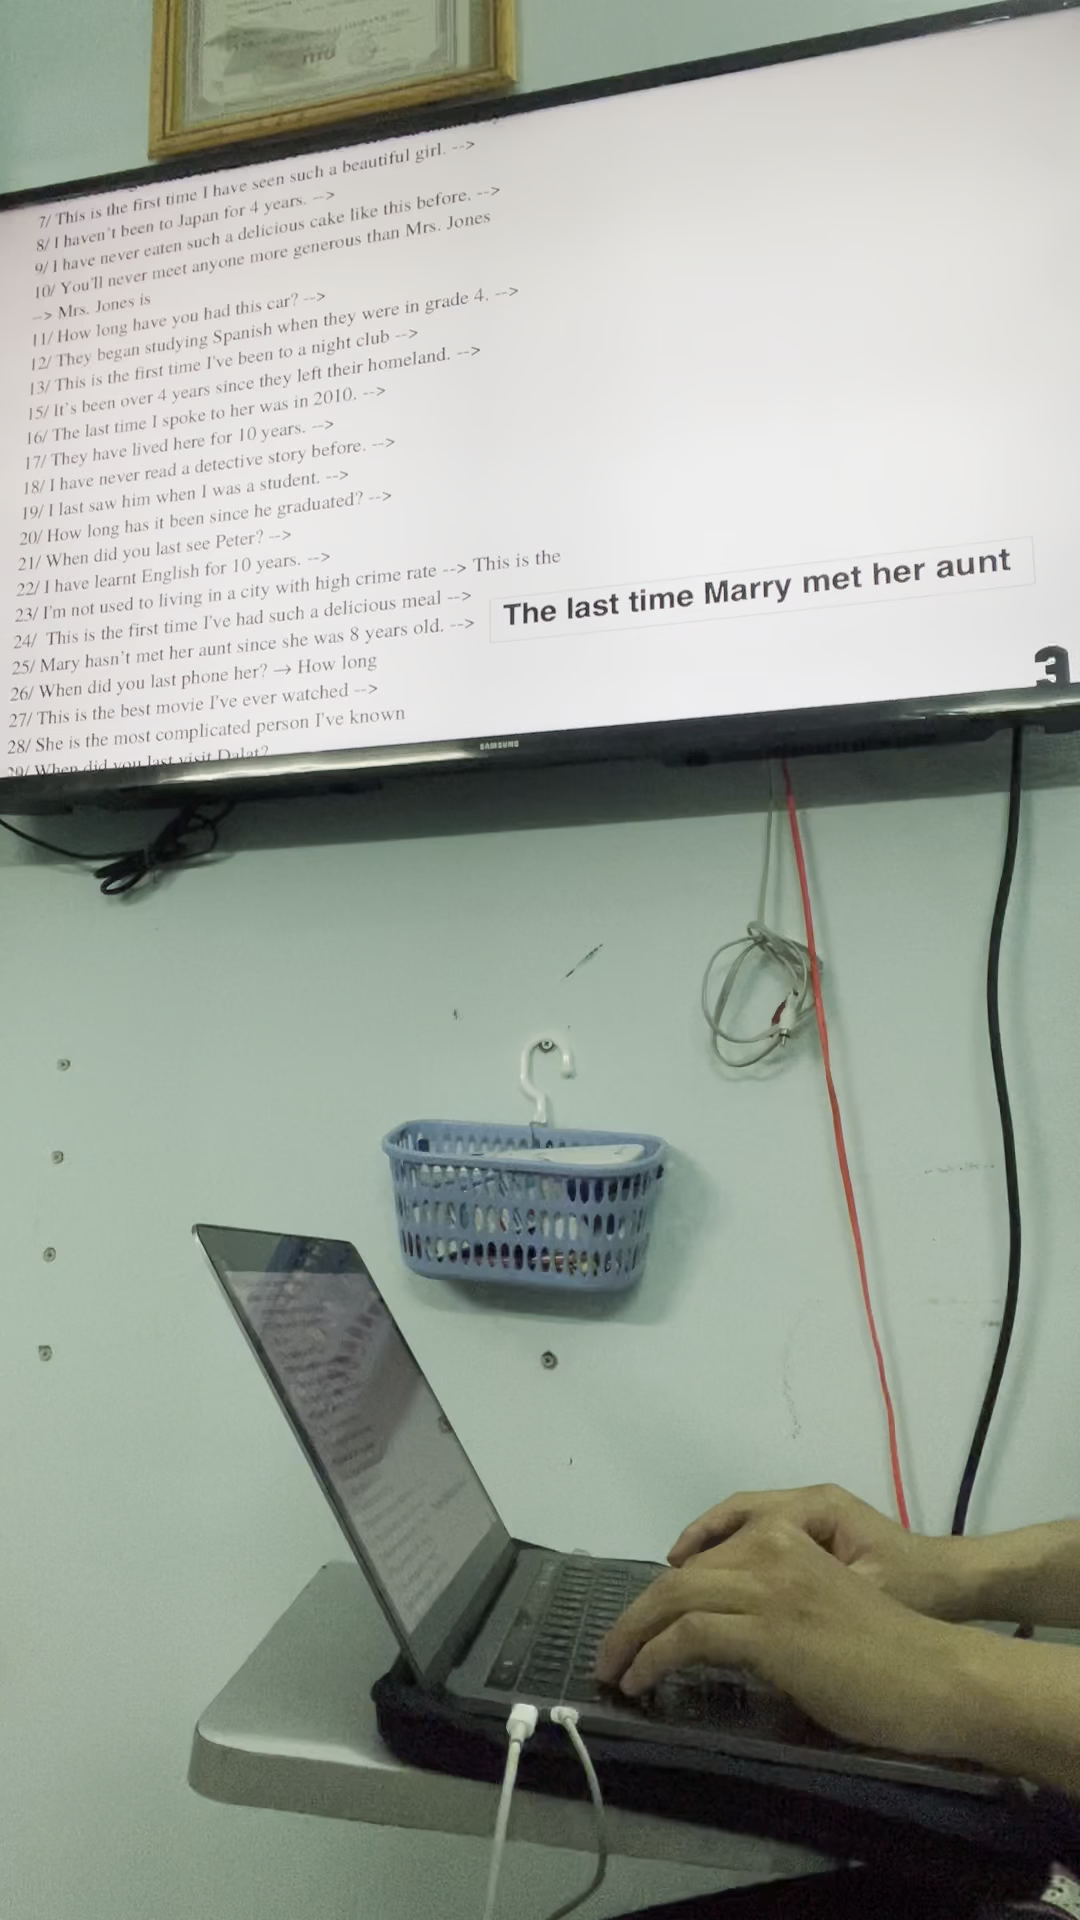 7/ This is the first time I have seen such a beautiful girl. -->
8/ I haven't been to Japan for 4 years. -->
9/ I have never eaten such a delicious cake like this before. -->
10/ You'll never meet anyone more generous than Mrs. Jones
--> Mrs. Jones is
11/ How long have you had this car? -->
12/ They began studying Spanish when they were in grade 4. -->
13/ This is the first time I've been to a night club -->
15/ It's been over 4 years since they left their homeland. -->
16/ The last time I spoke to her was in 2010. -->
17/ They have lived here for 10 years. -->
18/ I have never read a detective story before. -->
19/ I last saw him when I was a student. -->
20/ How long has it been since he graduated? -->
21/ When did you last see Peter? -->
22/ I have learnt English for 10 years. -->
23/ I'm not used to living in a city with high crime rate --> This is the
24/ This is the first time I've had such a delicious meal -->
25/ Mary hasn't met her aunt since she was 8 years old. -->
The last time Marry met her aunt
26/ When did you last phone her? → How long
27/ This is the best movie I've ever watched -->
28/ She is the most complicated person I've known
29/ When did you last visit Dalat?
3
SAMSUNG